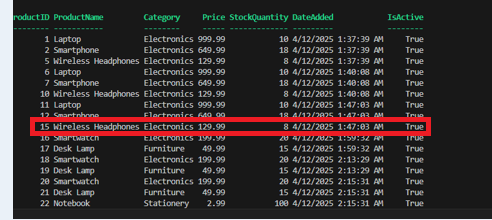 roductID ProductName Category Price StockQuantity DateAdded IsActive
-------- ----------- -------- ----- ------------- --------- --------
1 Laptop Electronics 999.99 10 4/12/2025 1:37:39 AM True
2 Smartphone Electronics 649.99 18 4/12/2025 1:37:39 AM True
5 Wireless Headphones Electronics 129.99 8 4/12/2025 1:37:39 AM True
6 Laptop Electronics 999.99 10 4/12/2025 1:40:08 AM True
7 Smartphone Electronics 649.99 18 4/12/2025 1:40:08 AM True
10 Wireless Headphones Electronics 129.99 8 4/12/2025 1:40:08 AM True
11 Laptop Electronics 999.99 10 4/12/2025 1:47:03 AM True
12 Smartphone Electronics 649.99 18 4/12/2025 1:47:03 AM True
15 Wireless Headphones Electronics 129.99 8 4/12/2025 1:47:03 AM True
16 Smartwatch Electronics 199.99 20 4/12/2025 1:59:32 AM True
17 Desk Lamp Furniture 49.99 15 4/12/2025 1:59:32 AM True
18 Smartwatch Electronics 199.99 20 4/12/2025 2:13:29 AM True
19 Desk Lamp Furniture 49.99 15 4/12/2025 2:13:29 AM True
20 Smartwatch Electronics 199.99 20 4/12/2025 2:15:31 AM True
21 Desk Lamp Furniture 49.99 15 4/12/2025 2:15:31 AM True
22 Notebook Stationery 2.99 100 4/12/2025 2:15:31 AM True